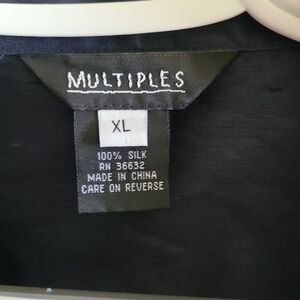 MULTIPLES
XL
100% SILK
RN 36632
MADE IN CHINA
CARE ON REVERSE